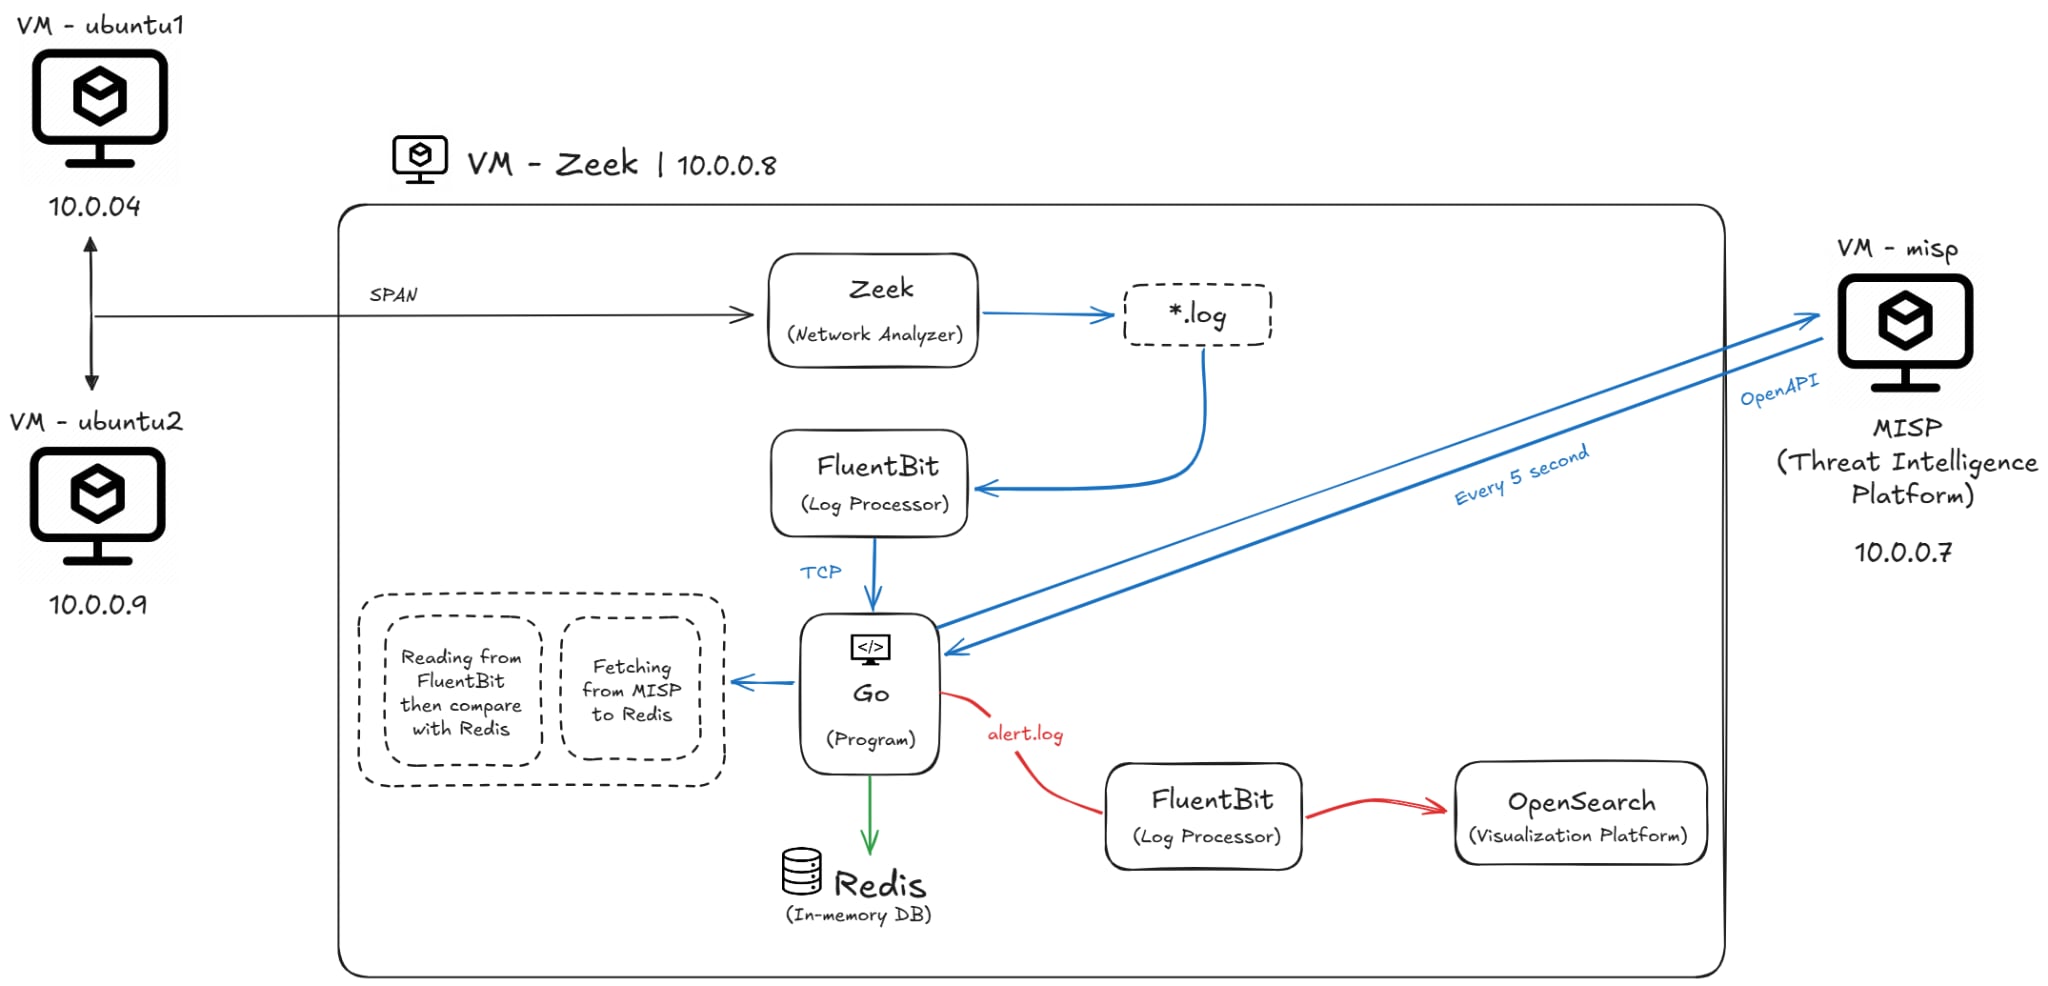 VM - ubuntu1
10.0.04
VM - ubuntu2
10.0.0.9
VM - Zeek | 10.0.0.8
SPAN
Zeek
(Network Analyzer)
*.log
FluentBit
(Log Processor)
TCP
</>
Go
(Program)
Reading from
FluentBit
then compare
with Redis
Fetching
from MISP
to Redis
Redis
(In-memory DB)
alert.log
FluentBit
(Log Processor)
OpenSearch
(Visualization Platform)
Every 5 second
OpenAPI
VM - misp
MISP
(Threat Intelligence
Platform)
10.0.0.7